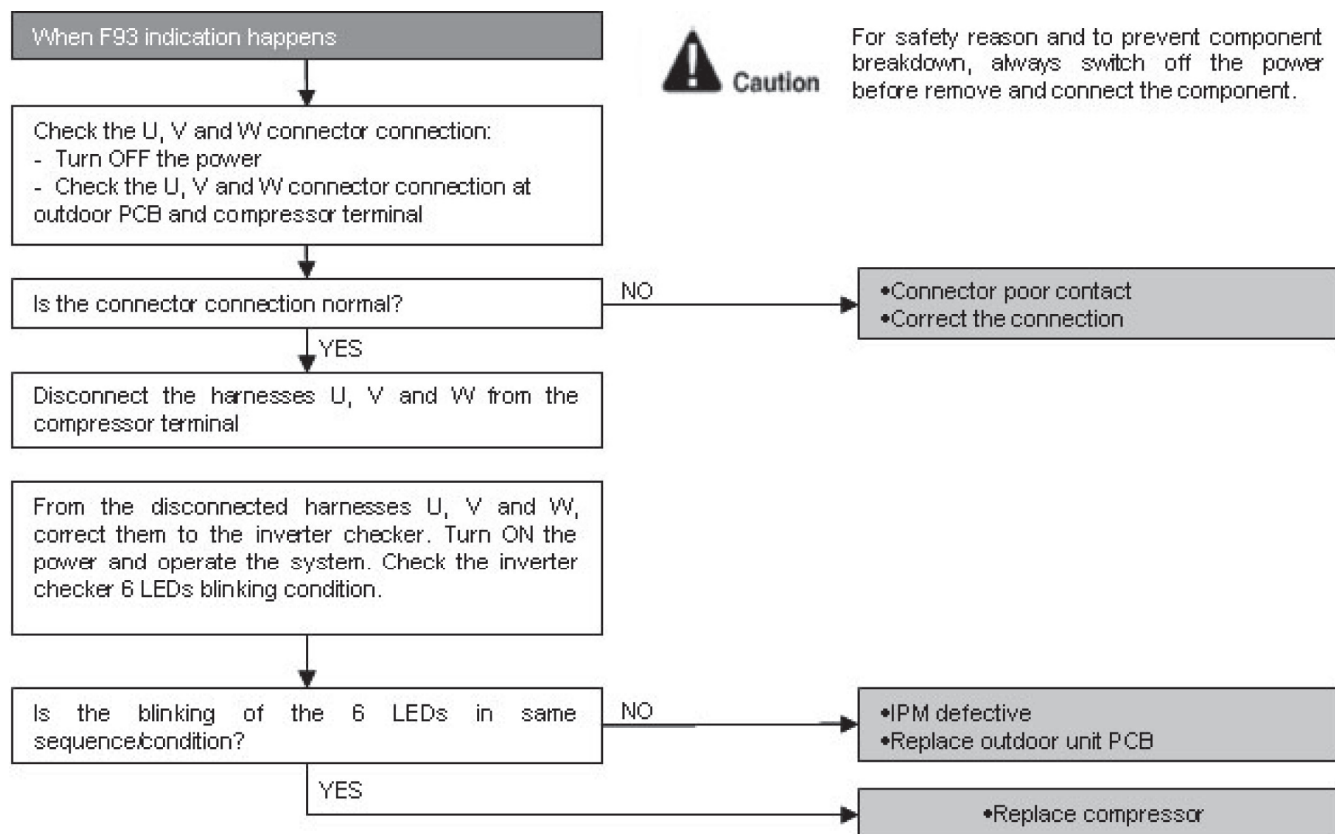 When F93 indication happens
Caution
For safety reason and to prevent component
breakdown, always switch off the power
before remove and connect the component.
Check the U, V and W connector connection:
- Turn OFF the power
- Check the U, V and W connector connection at
outdoor PCB and compressor terminal
Is the connector connection normal?
NO
•Connector poor contact
•Correct the connection
YES
Disconnect the harnesses U, V and W from the
compressor terminal
From the disconnected harnesses U, V and W,
correct them to the inverter checker. Turn ON the
power and operate the system. Check the inverter
checker 6 LEDs blinking condition.
Is the blinking of the 6 LEDs in same
sequence/condition?
NO
•IPM defective
•Replace outdoor unit PCB
YES
•Replace compressor